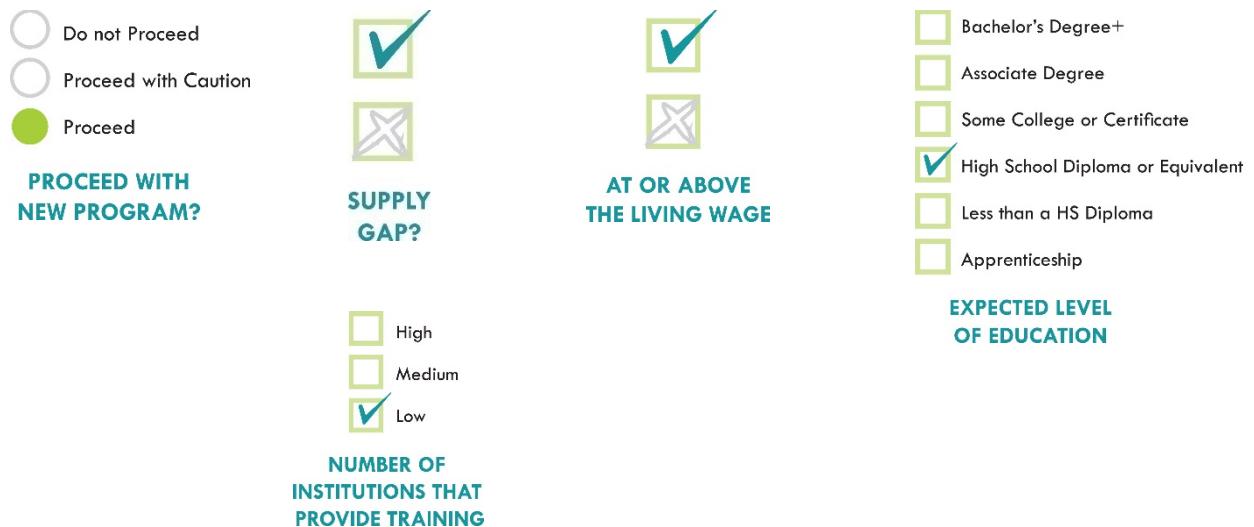 Do not Proceed
Proceed with Caution
Proceed
PROCEED WITH
NEW PROGRAM?
SUPPLY
GAP?
AT OR ABOVE
THE LIVING WAGE
Bachelor's Degree+
Associate Degree
Some College or Certificate
High School Diploma or Equivalent
Less than a HS Diploma
Apprenticeship
EXPECTED LEVEL
OF EDUCATION
High
Medium
Low
NUMBER OF
INSTITUTIONS THAT
PROVIDE TRAINING